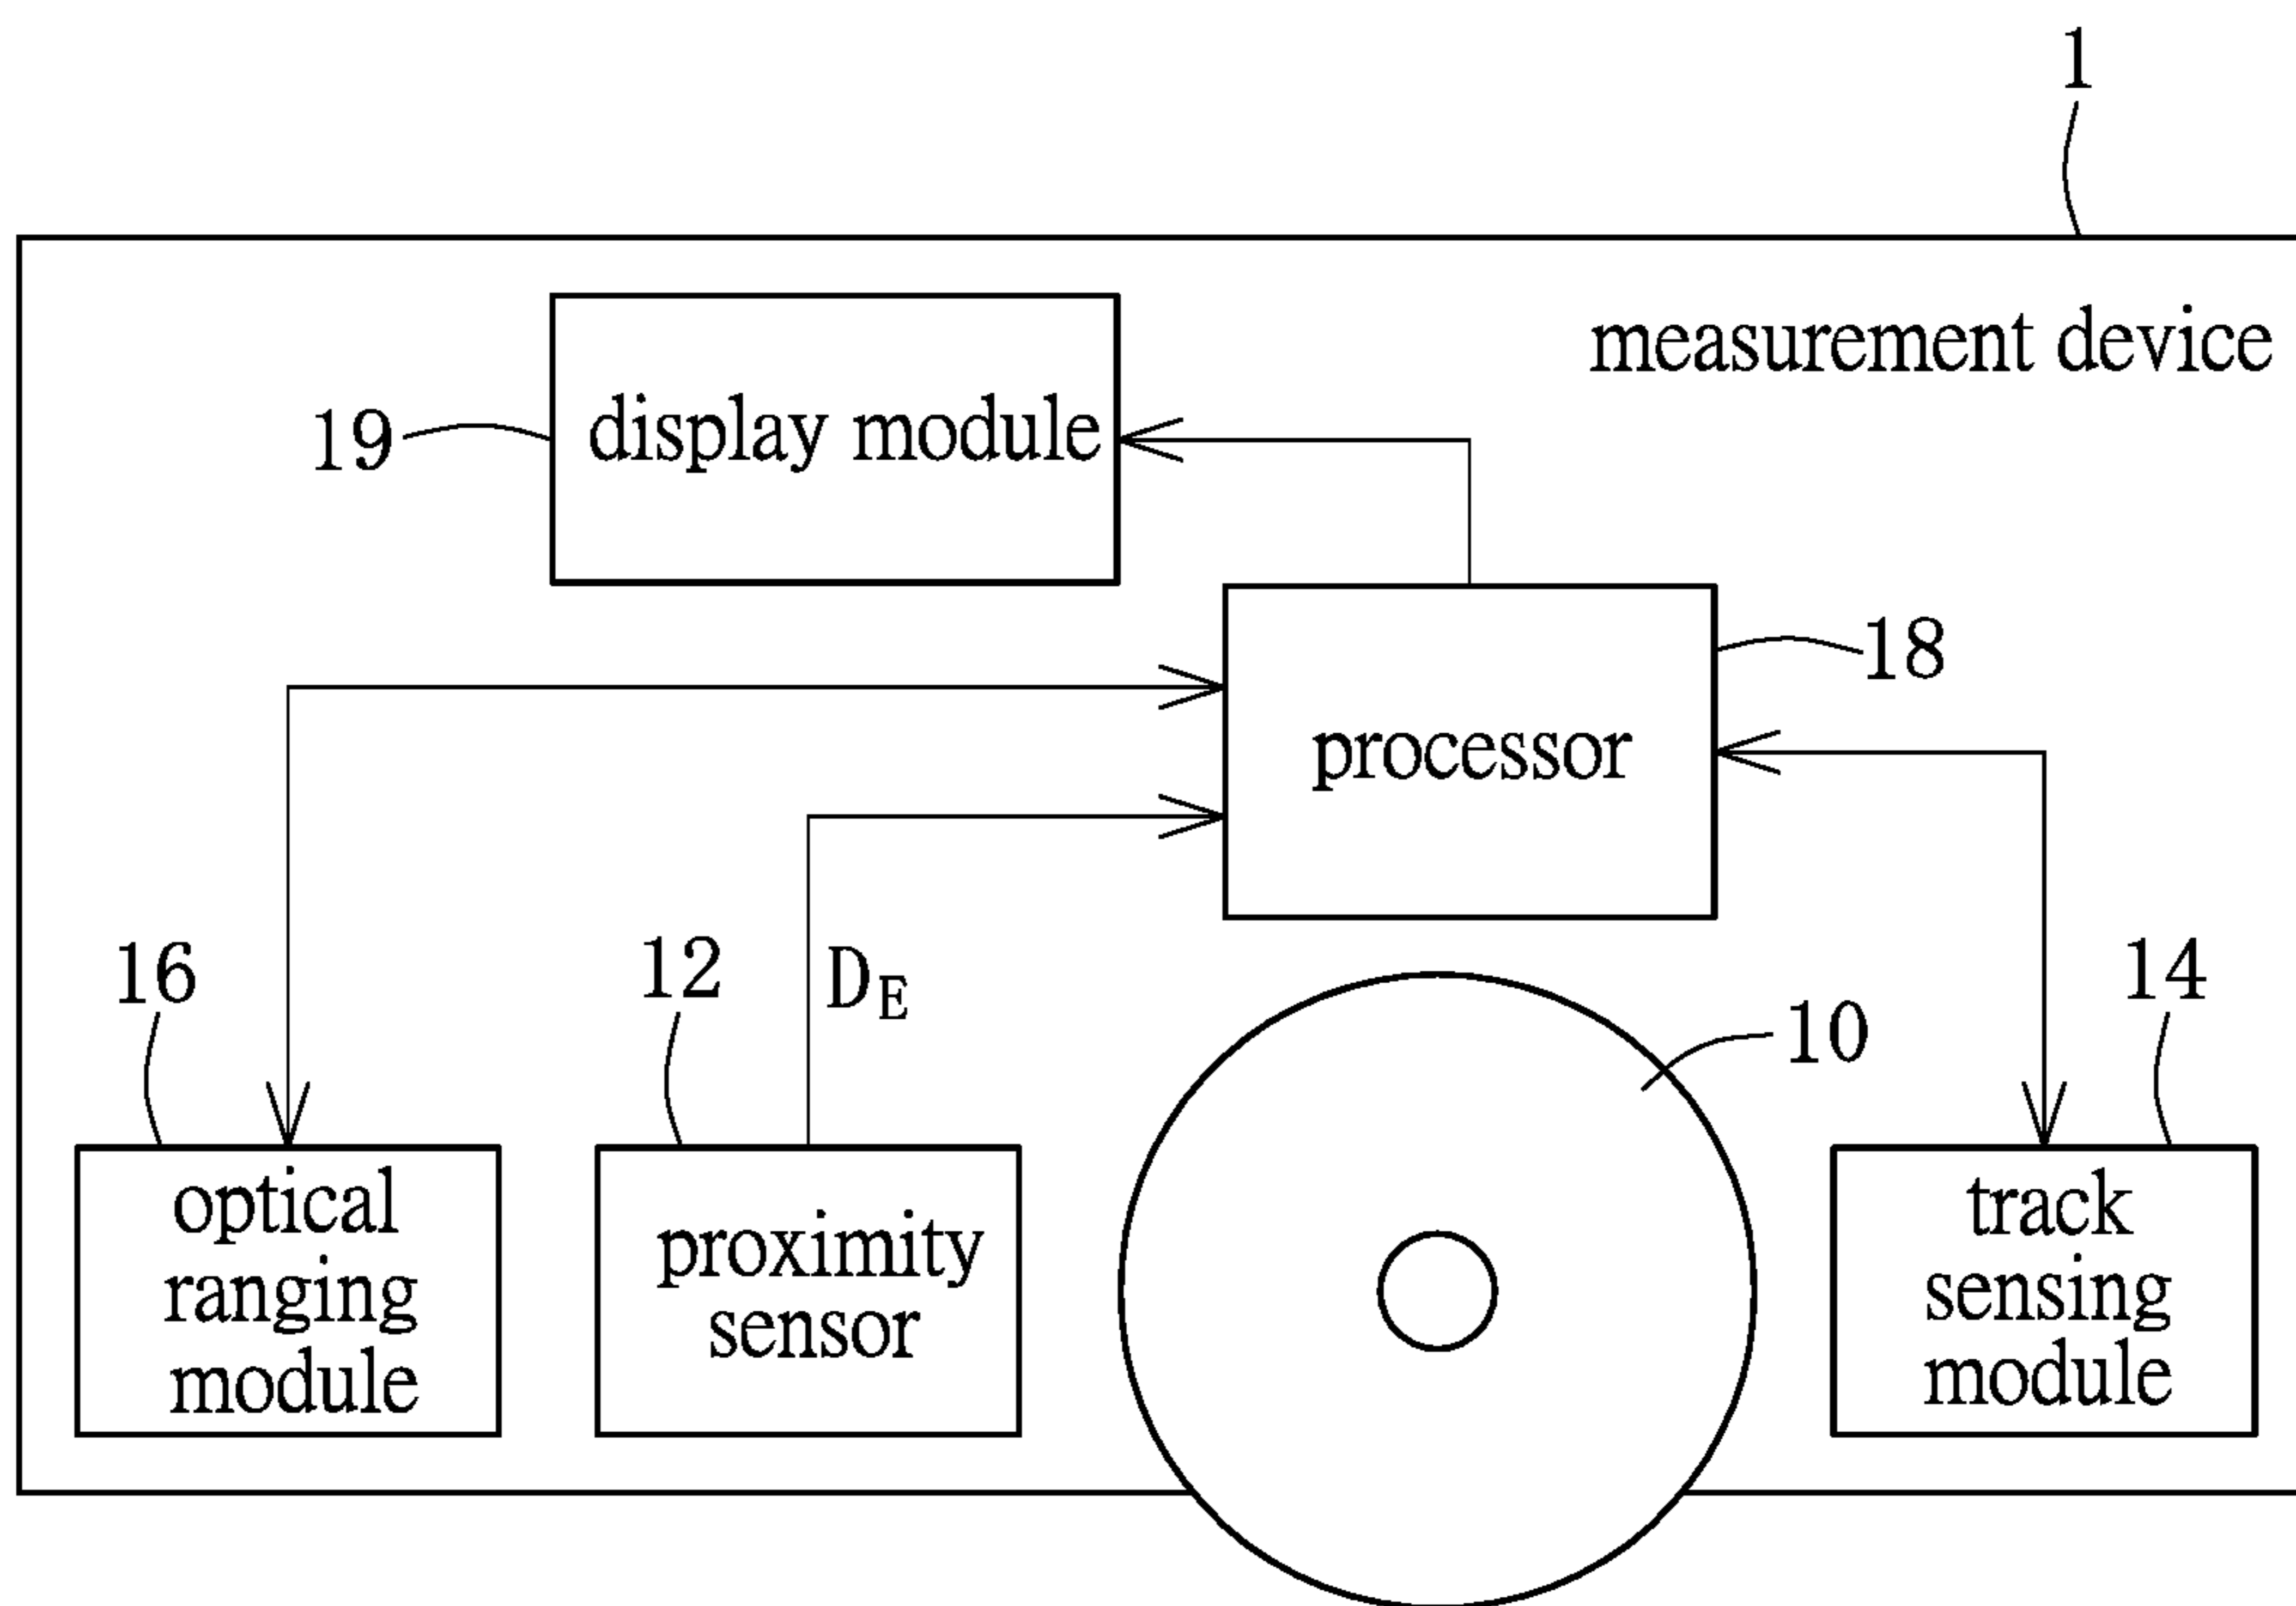 1
measurement device
display module
19
18
processor
16
12
D_E
14
10
optical
ranging
module
proximity
sensor
track
sensing
module